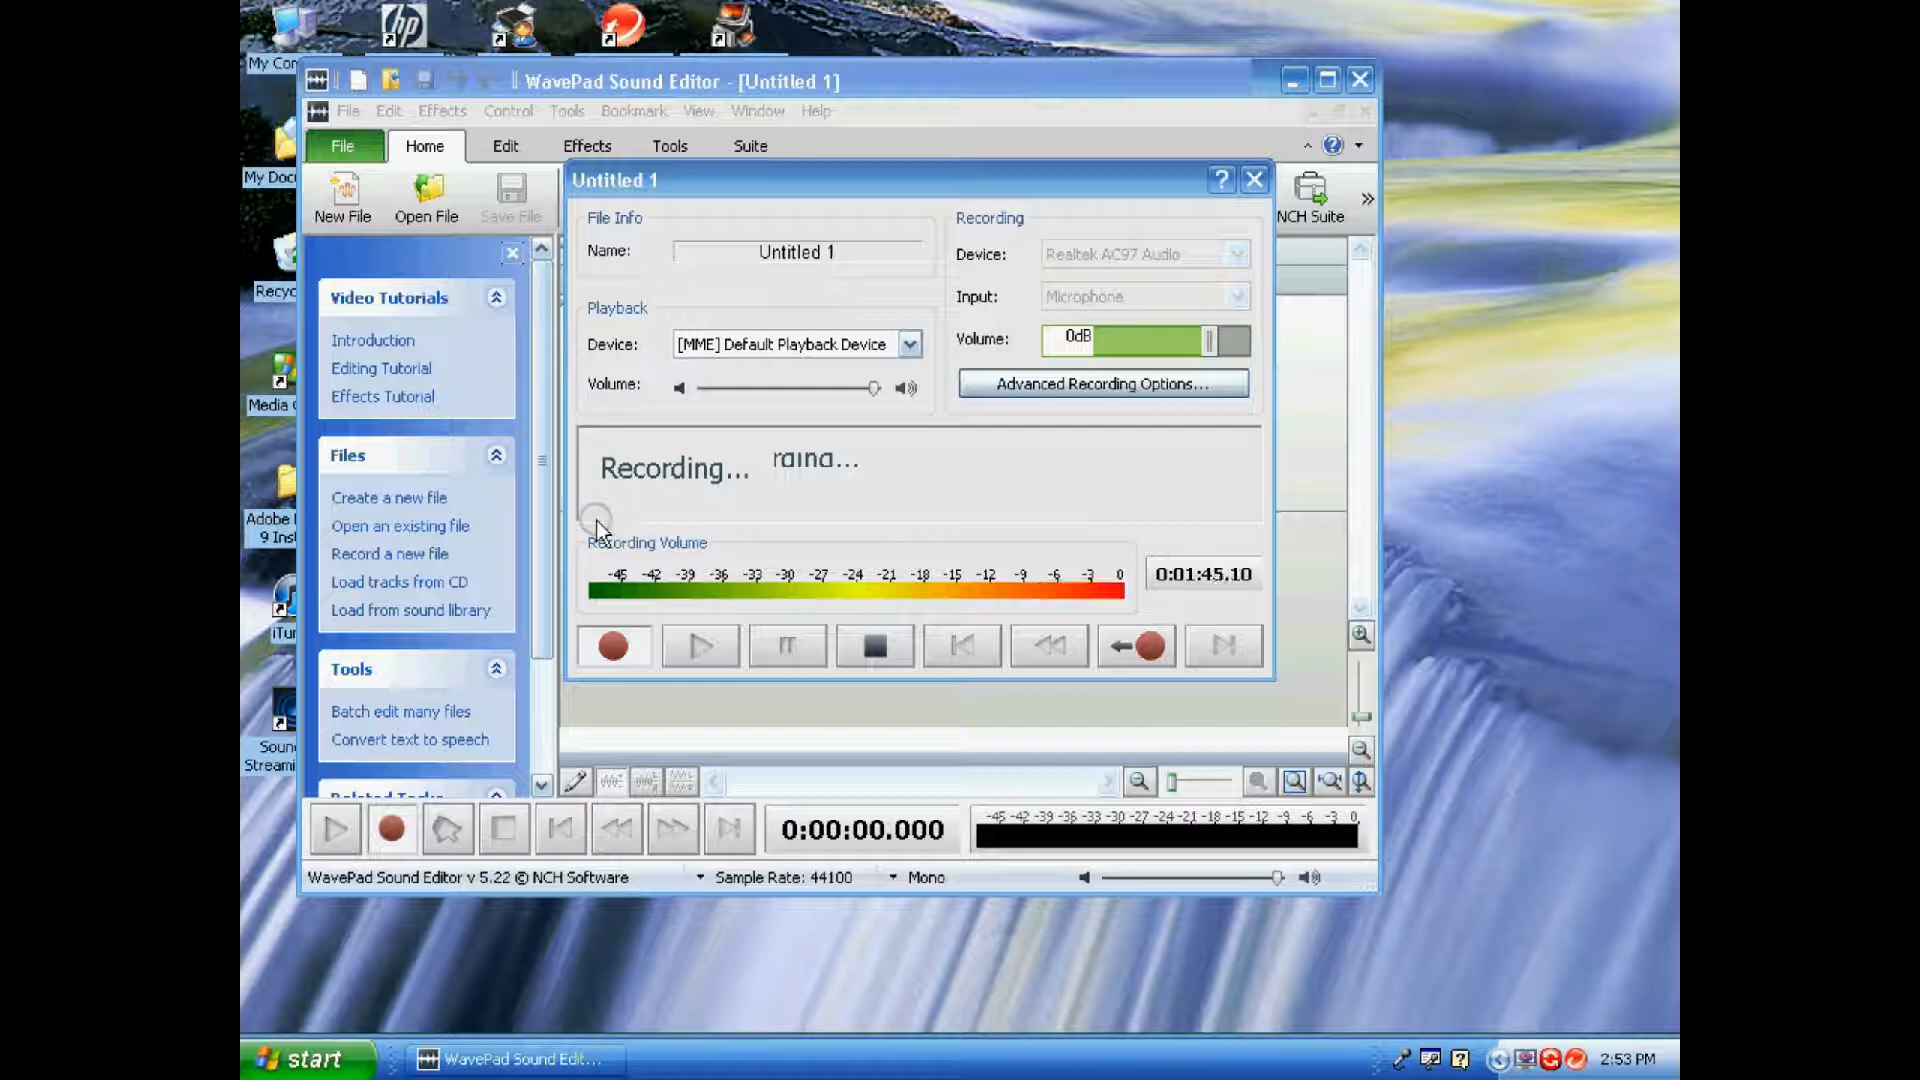 My Con
WavePad Sound Editor - [Untitled 1]
File Edit Effects Control Tools Bookmark View Window Help
File Home Edit Effects Tools Suite
New File Open File Save File NCH Suite
My Docu
Recyc
Media C
Adobe R
9 Inst
iTun
Soun
Streami
Video Tutorials
Introduction
Editing Tutorial
Effects Tutorial
Files
Create a new file
Open an existing file
Record a new file
Load tracks from CD
Load from sound library
Tools
Batch edit many files
Convert text to speech
Related Tasks
Untitled 1
File Info
Name: Untitled 1
Playback
Device: [MME] Default Playback Device
Volume:
Recording
Device: Realtek AC97 Audio
Input: Microphone
Volume: 0dB
Advanced Recording Options...
Recording...
Recording Volume
-45 -42 -39 -36 -33 -30 -27 -24 -21 -18 -15 -12 -9 -6 -3 0
0:01:45.10
0:00:00.000
-45 -42 -39 -36 -33 -30 -27 -24 -21 -18 -15 -12 -9 -6 -3 0
WavePad Sound Editor v 5.22 © NCH Software Sample Rate: 44100 Mono
start WavePad Sound Edit... 2:53 PM